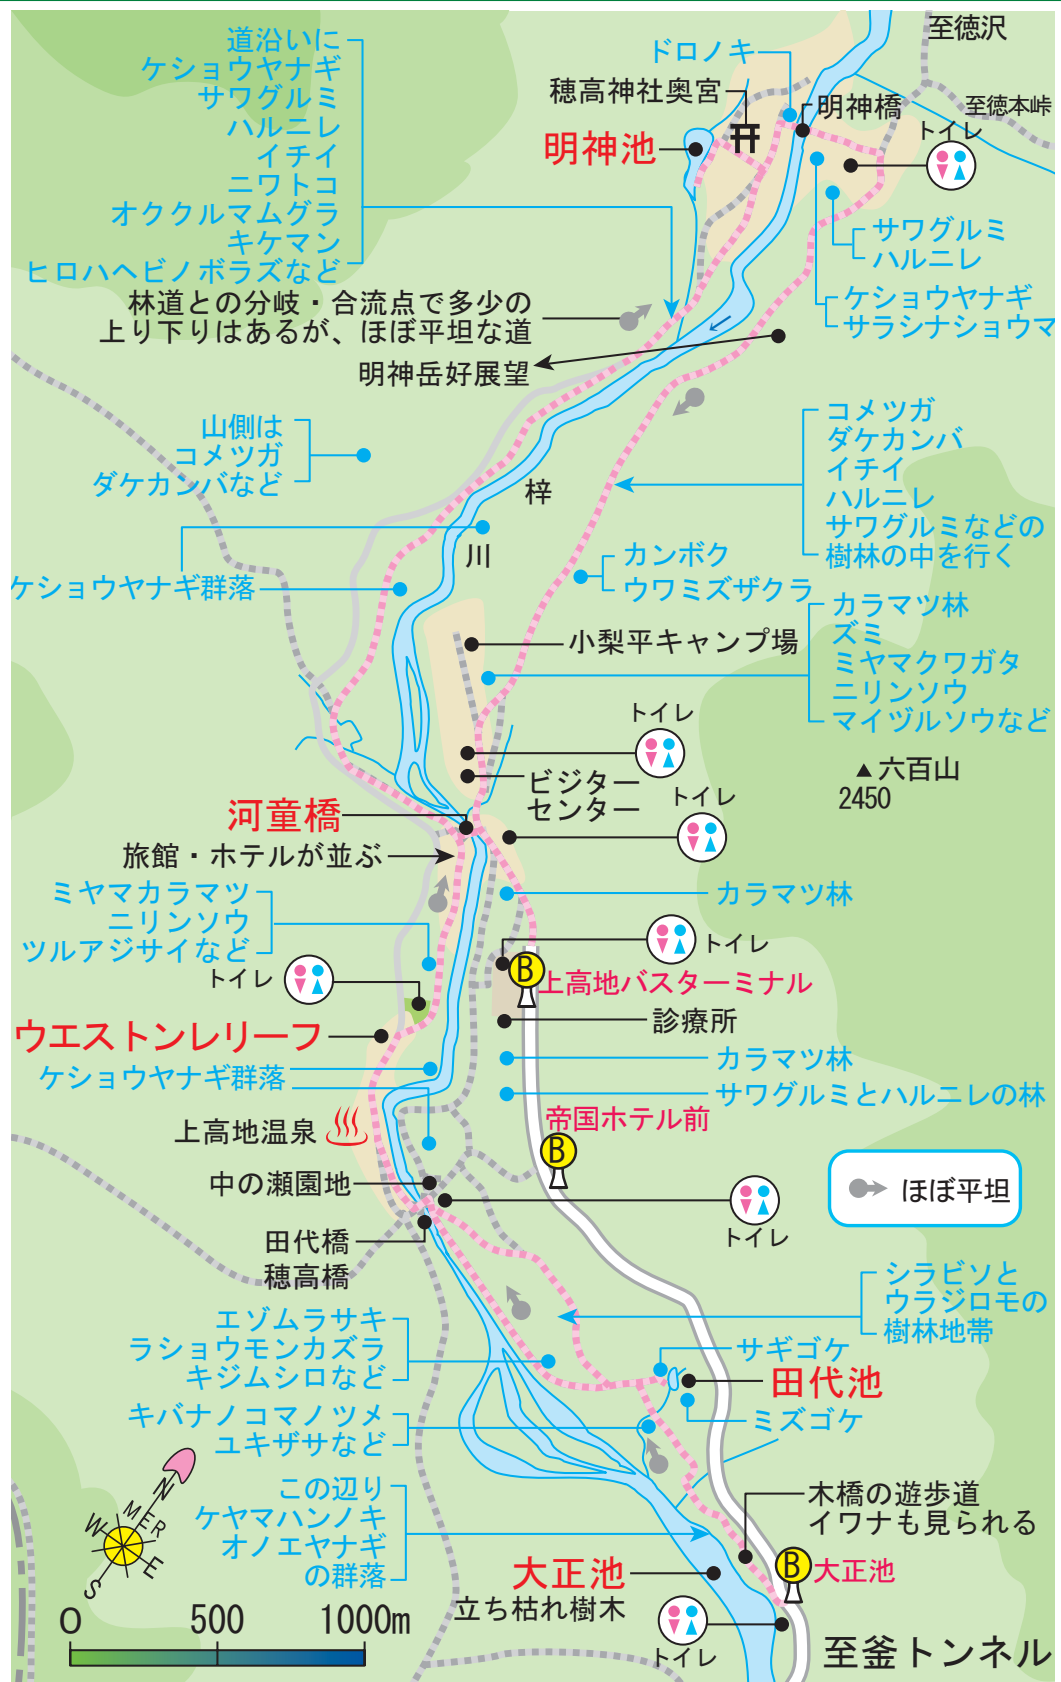 至徳沢
道沿いに
ケショウヤナギ
サワグルミ
ハルニレ
イチイ
ニワトコ
オククルマムグラ
キケマン
ヒロハヘビノボラズなど
ドロノキ
穂高神社奥宮
明神橋
至徳本峠
トイレ
明神池
サワグルミ
ハルニレ
ケショウヤナギ
サラシナショウマ
林道との分岐・合流点で多少の
上り下りはあるが、ほぼ平坦な道
明神岳好展望
山側は
コメツガ
ダケカンバなど
コメツガ
ダケカンバ
イチイ
ハルニレ
サワグルミなどの
樹林の中を行く
梓
川
ケショウヤナギ群落
カンボク
ウワミズザクラ
カラマツ林
ズミ
ミヤマクワガタ
ニリンソウ
マイヅルソウなど
小梨平キャンプ場
トイレ
ビジター
センター
トイレ
▲六百山
2450
河童橋
旅館・ホテルが並ぶ
ミヤマカラマツ
ニリンソウ
ツルアジサイなど
カラマツ林
トイレ
トイレ
B
上高地バスターミナル
診療所
ウエストンレリーフ
ケショウヤナギ群落
カラマツ林
サワグルミとハルニレの林
帝国ホテル前
B
上高地温泉
中の瀬園地
ほぼ平坦
トイレ
田代橋
穂高橋
シラビソと
ウラジロモの
樹林地帯
エゾムラサキ
ラショウモンカズラ
キジムシロなど
サギゴケ
田代池
ミズゴケ
キバナノコマノツメ
ユキザサなど
この辺り
ケヤマハンノキ
オノエヤナギ
の群落
木橋の遊歩道
イワナも見られる
大正池
立ち枯れ樹木
B
大正池
トイレ
至釜トンネル
N
MER
W
E
S
0 500 1000m